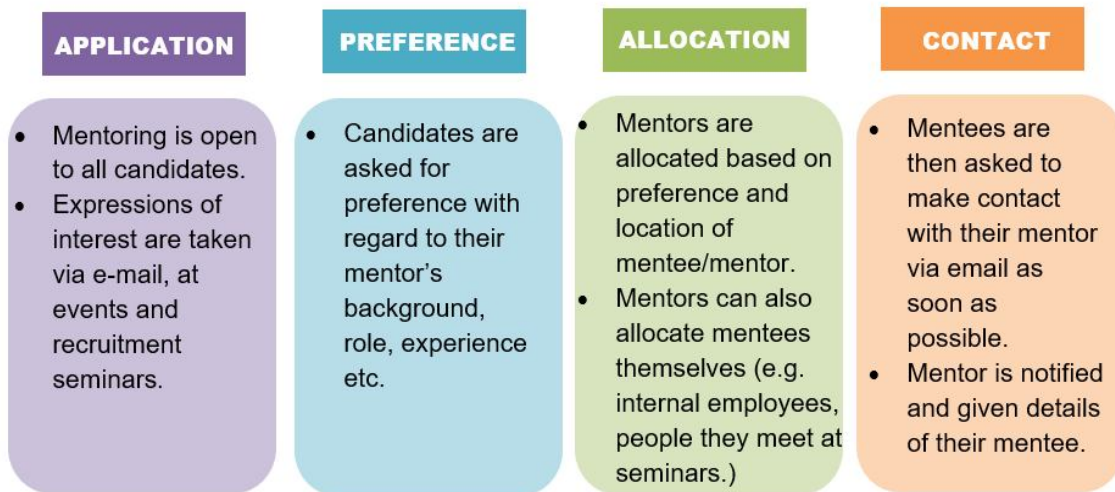 APPLICATION
• Mentoring is open
to all candidates.
• Expressions of
interest are taken
via e-mail, at
events and
recruitment
seminars.
PREFERENCE
• Candidates are
asked for
preference with
regard to their
mentor’s
background,
role, experience
etc.
ALLOCATION
• Mentors are
allocated based on
preference and
location of
mentee/mentor.
• Mentors can also
allocate mentees
themselves (e.g.
internal employees,
people they meet at
seminars.)
CONTACT
• Mentees are
then asked to
make contact
with their mentor
via email as
soon as
possible.
• Mentor is notified
and given details
of their mentee.